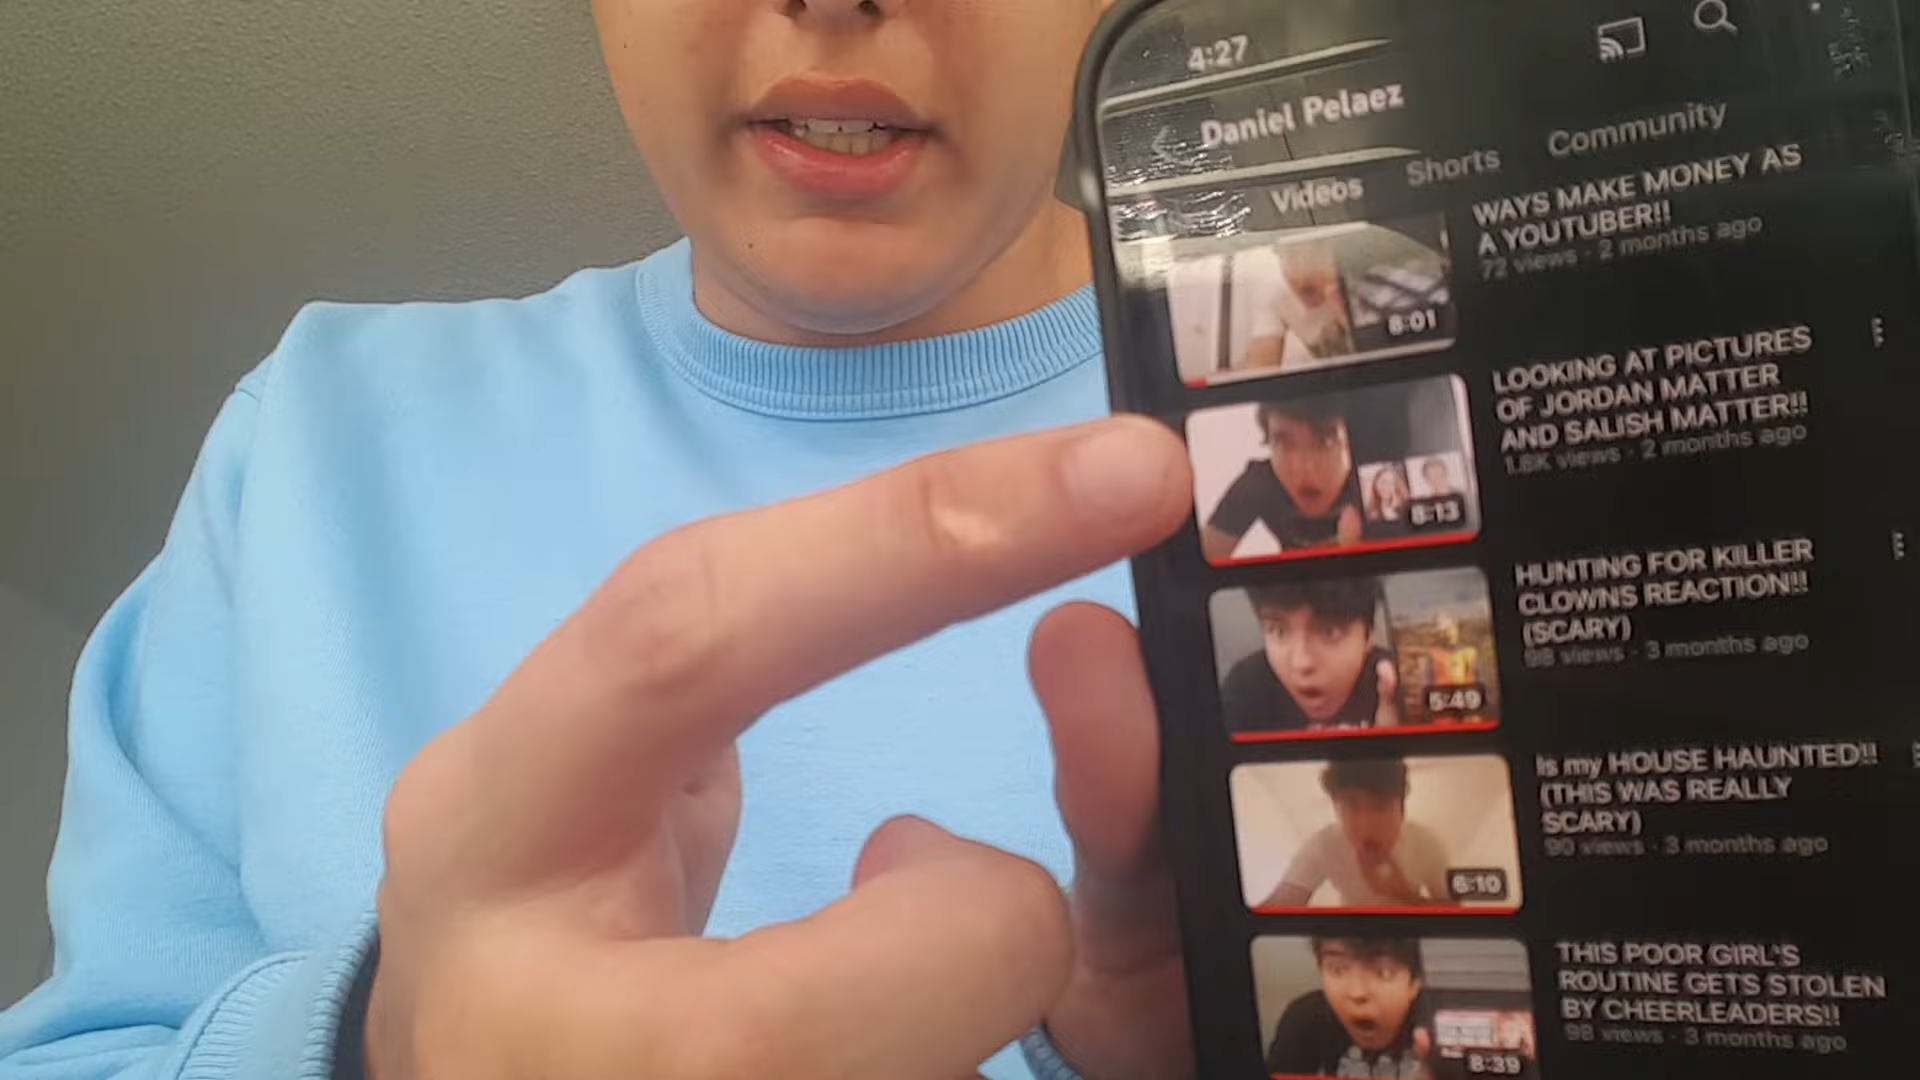 4:27
Daniel Pelaez
Videos
Shorts
Community
WAYS MAKE MONEY AS
A YOUTUBER!!
72 views · 2 months ago
8:01
LOOKING AT PICTURES
OF JORDAN MATTER
AND SALISH MATTER!!
1.6K views · 2 months ago
8:13
HUNTING FOR KILLER
CLOWNS REACTION!!
(SCARY)
98 views · 3 months ago
5:49
Is my HOUSE HAUNTED!!
(THIS WAS REALLY
SCARY)
90 views · 3 months ago
6:10
THIS POOR GIRL'S
ROUTINE GETS STOLEN
BY CHEERLEADERS!!
98 views · 3 months ago
8:39